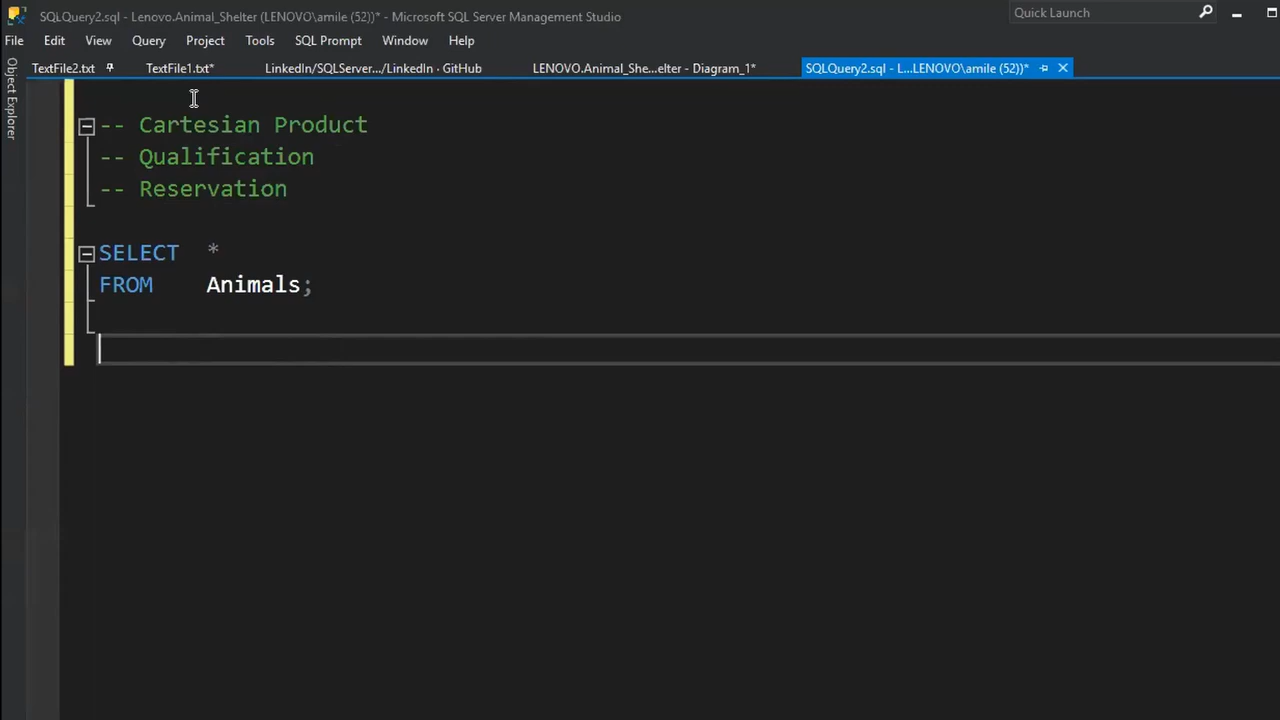 SQLQuery2.sql - Lenovo.Animal_Shelter (LENOVO\amile (52))* - Microsoft SQL Server Management Studio
Quick Launch
File Edit View Query Project Tools SQL Prompt Window Help
TextFile2.txt TextFile1.txt* LinkedIn/SQLServer.../LinkedIn · GitHub LENOVO.Animal_She...elter - Diagram_1* SQLQuery2.sql - L...LENOVO\amile (52))*
Object Explorer
-- Cartesian Product
-- Qualification
-- Reservation
SELECT *
FROM Animals;